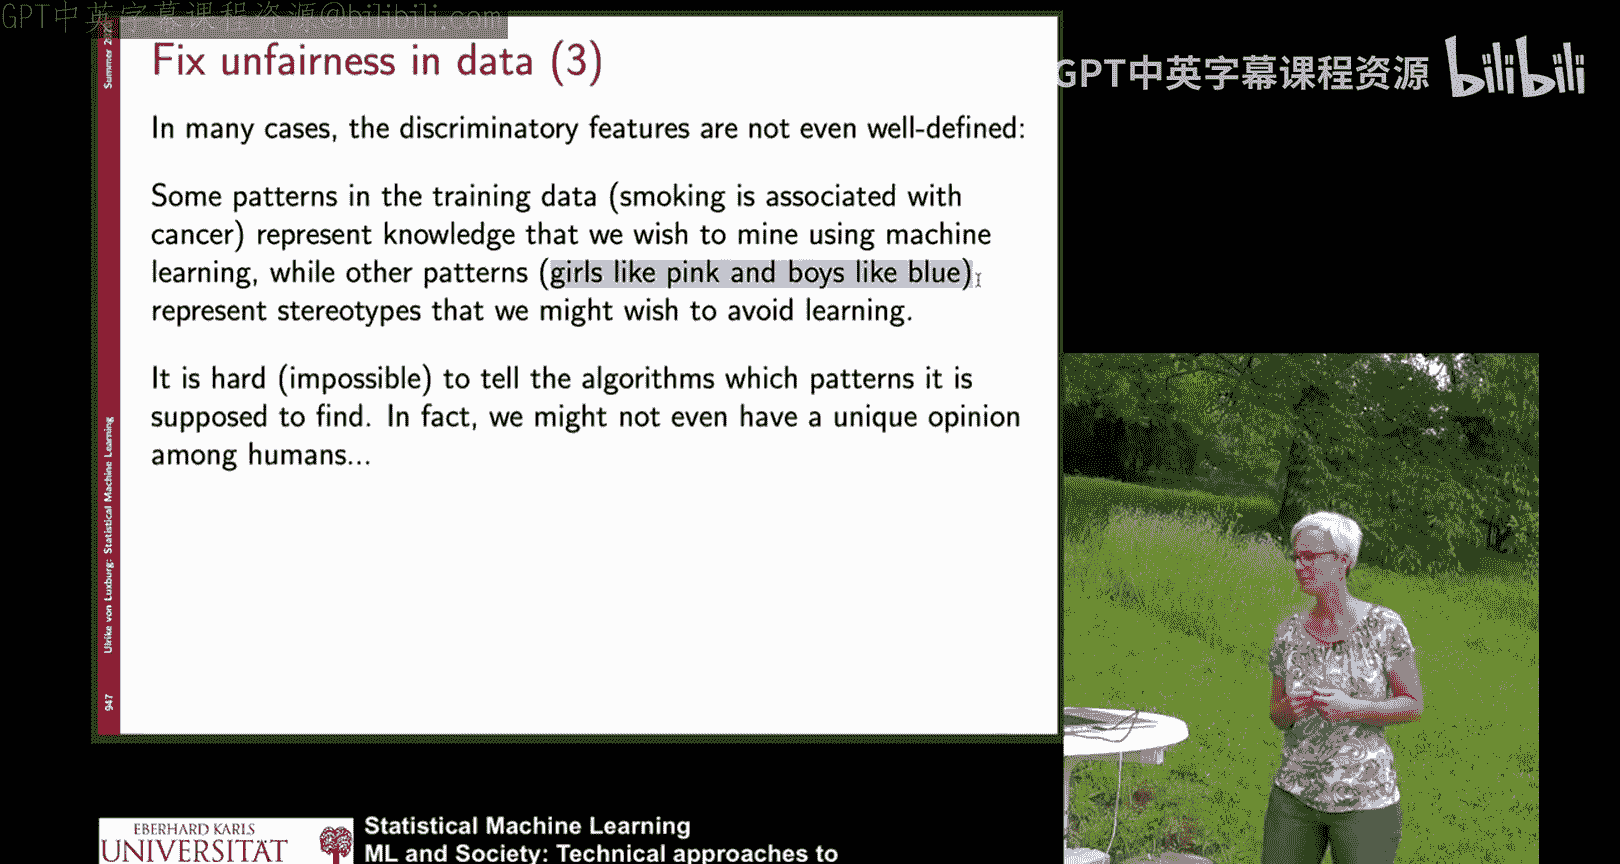 GPT中英字幕课程资源@bilibili.com
Fix unfairness in data (3)
In many cases, the discriminatory features are not even well-defined:
Some patterns in the training data (smoking is associated with
cancer) represent knowledge that we wish to mine using machine
learning, while other patterns (girls like pink and boys like blue)
represent stereotypes that we might wish to avoid learning.
It is hard (impossible) to tell the algorithms which patterns it is
supposed to find. In fact, we might not even have a unique opinion
among humans...
Ulrike von Luxburg: Statistical Machine Learning
947
GPT中英字幕课程资源 bilibili
EBERHARD KARLS
UNIVERSITÄT
Statistical Machine Learning
ML and Society: Technical approaches to